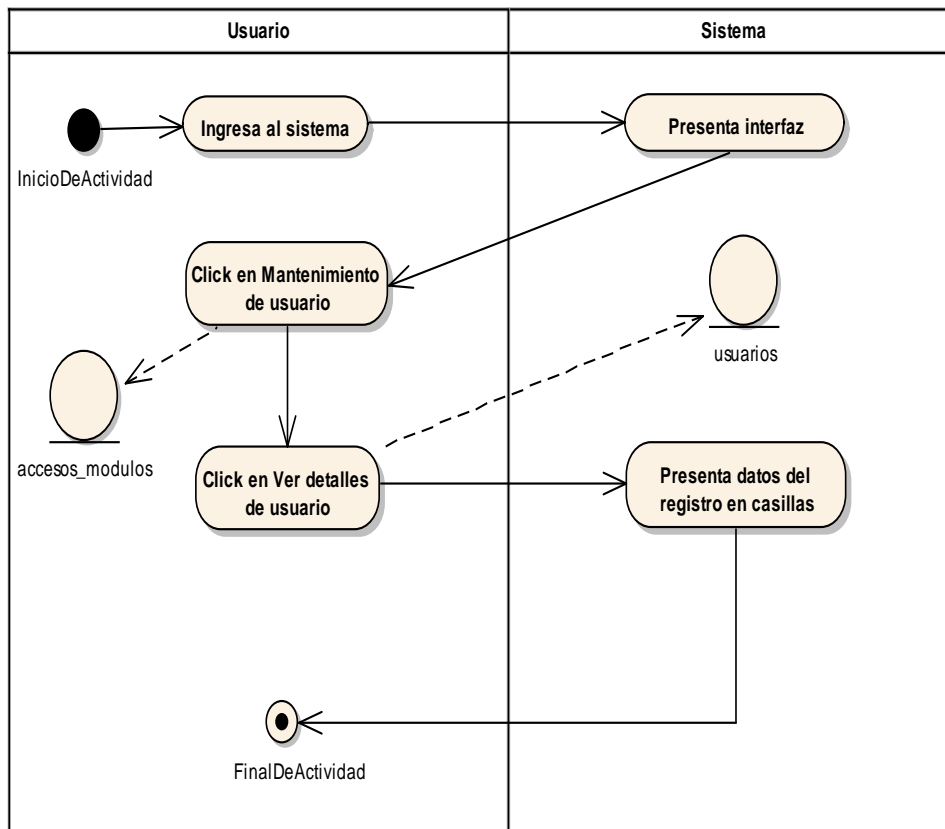 Usuario
Sistema
Ingresa al sistema
Presenta interfaz
InicioDeActividad
Click en Mantenimiento
de usuario
usuarios
accesos_modulos
Click en Ver detalles
de usuario
Presenta datos del
registro en casillas
FinalDeActividad